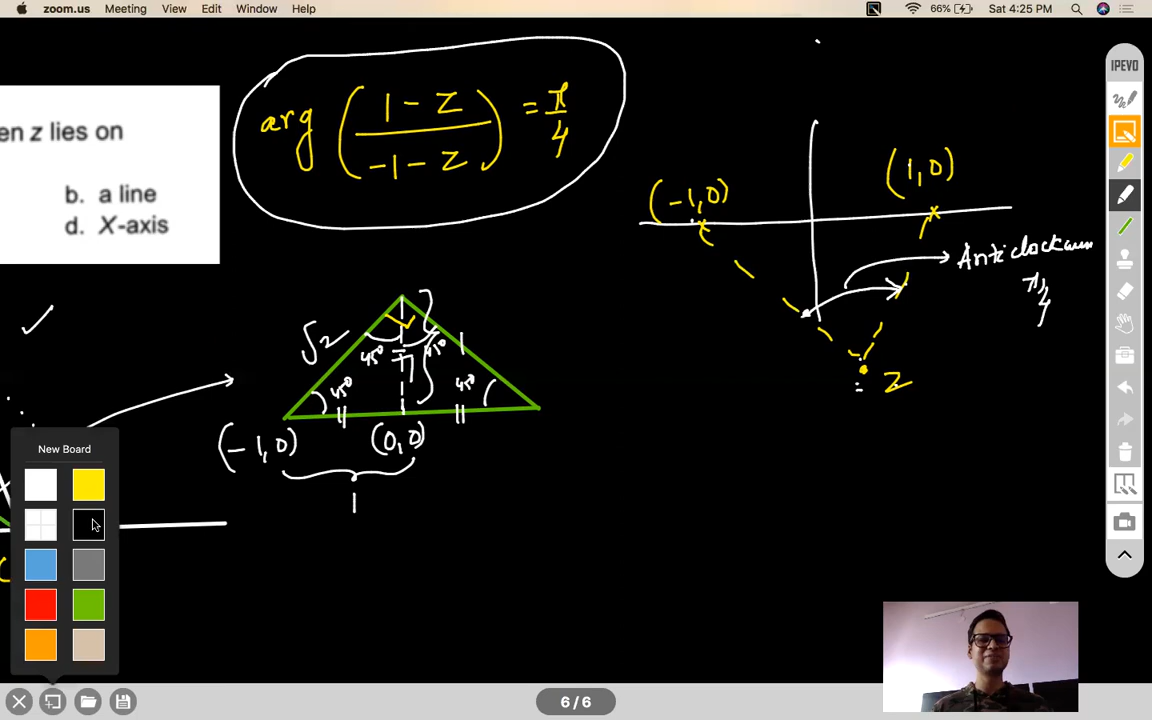 zoom.us Meeting View Edit Window Help
66% Sat 4:25 PM
IPEVO
en z lies on
b. a line
d. X-axis
arg ( 1 - z / -1 - z ) = π/4
(-1,0)
(1,0)
π/4
z
√2
45° 45°
1
45° 45°
(-1,0) (0,0)
1
New Board
6/6